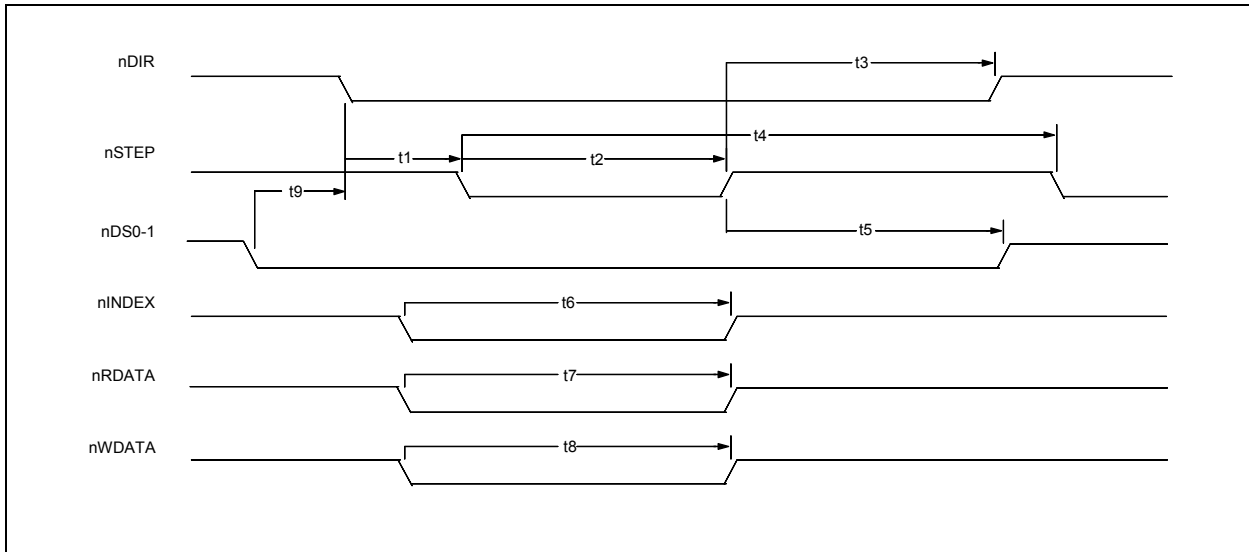 nDIR
t3
t4
nSTEP
t1
t2
t9
nDS0-1
t5
nINDEX
t6
nRDATA
t7
nWDATA
t8